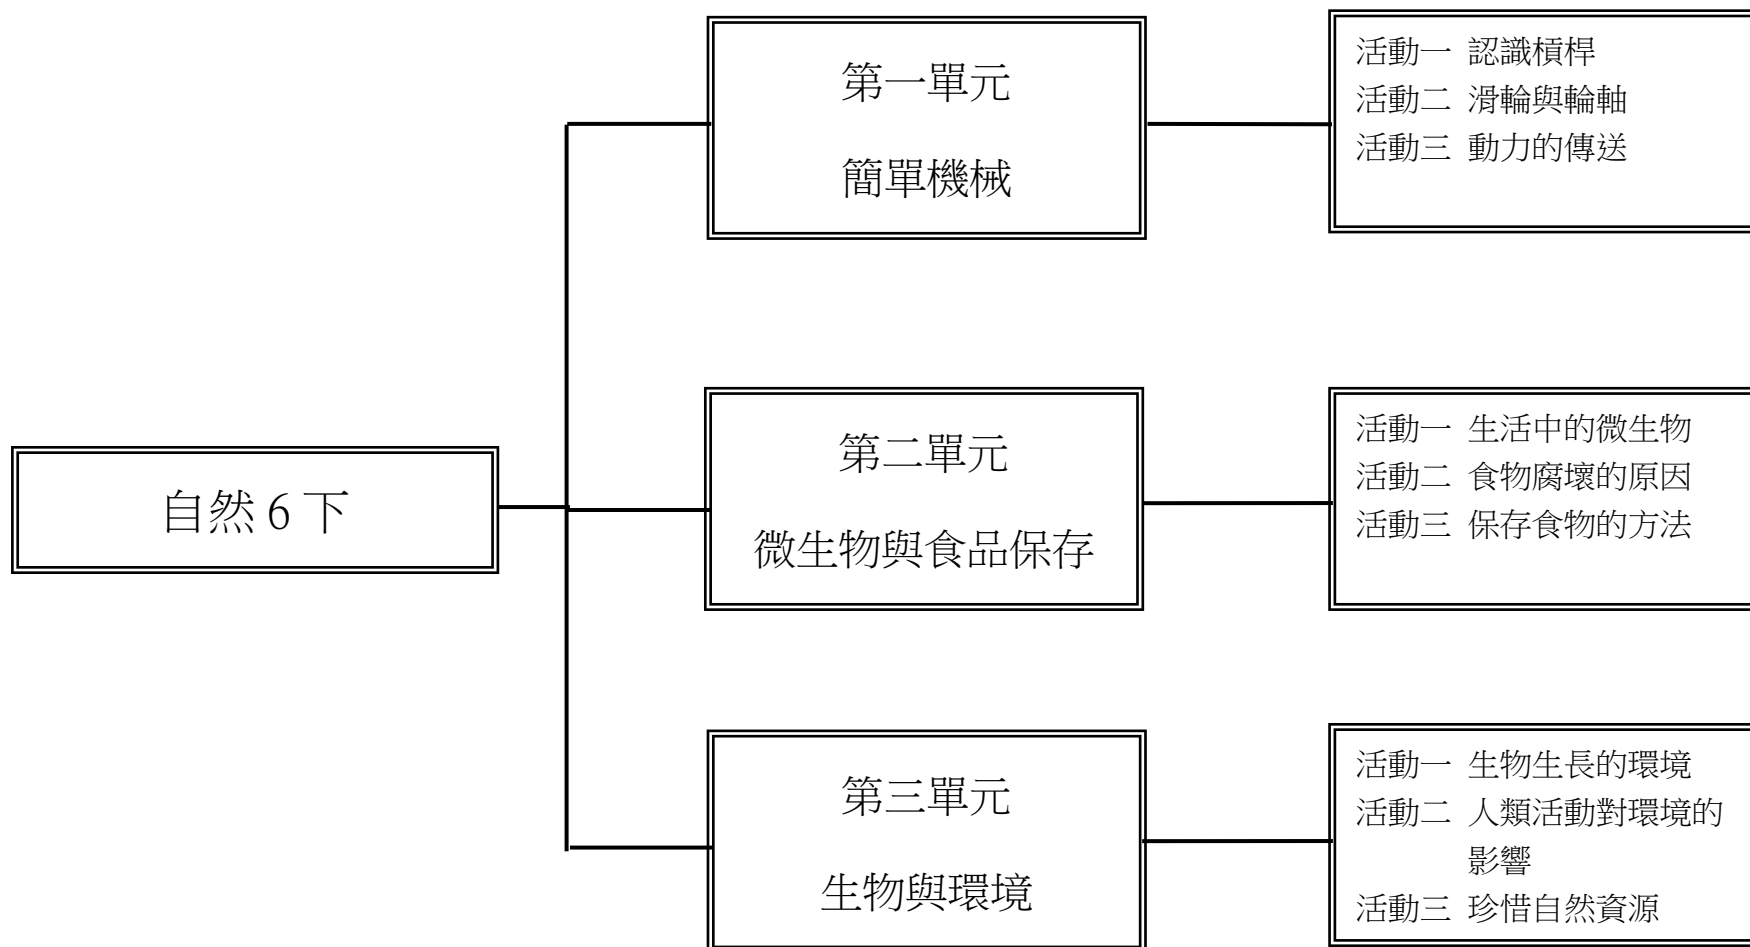 第一單元
簡單機械
活動一 認識槓桿
活動二 滑輪與輪軸
活動三 動力的傳送
自然6下
第二單元
微生物與食品保存
活動一 生活中的微生物
活動二 食物腐壞的原因
活動三 保存食物的方法
第三單元
生物與環境
活動一 生物生長的環境
活動二 人類活動對環境的
影響
活動三 珍惜自然資源